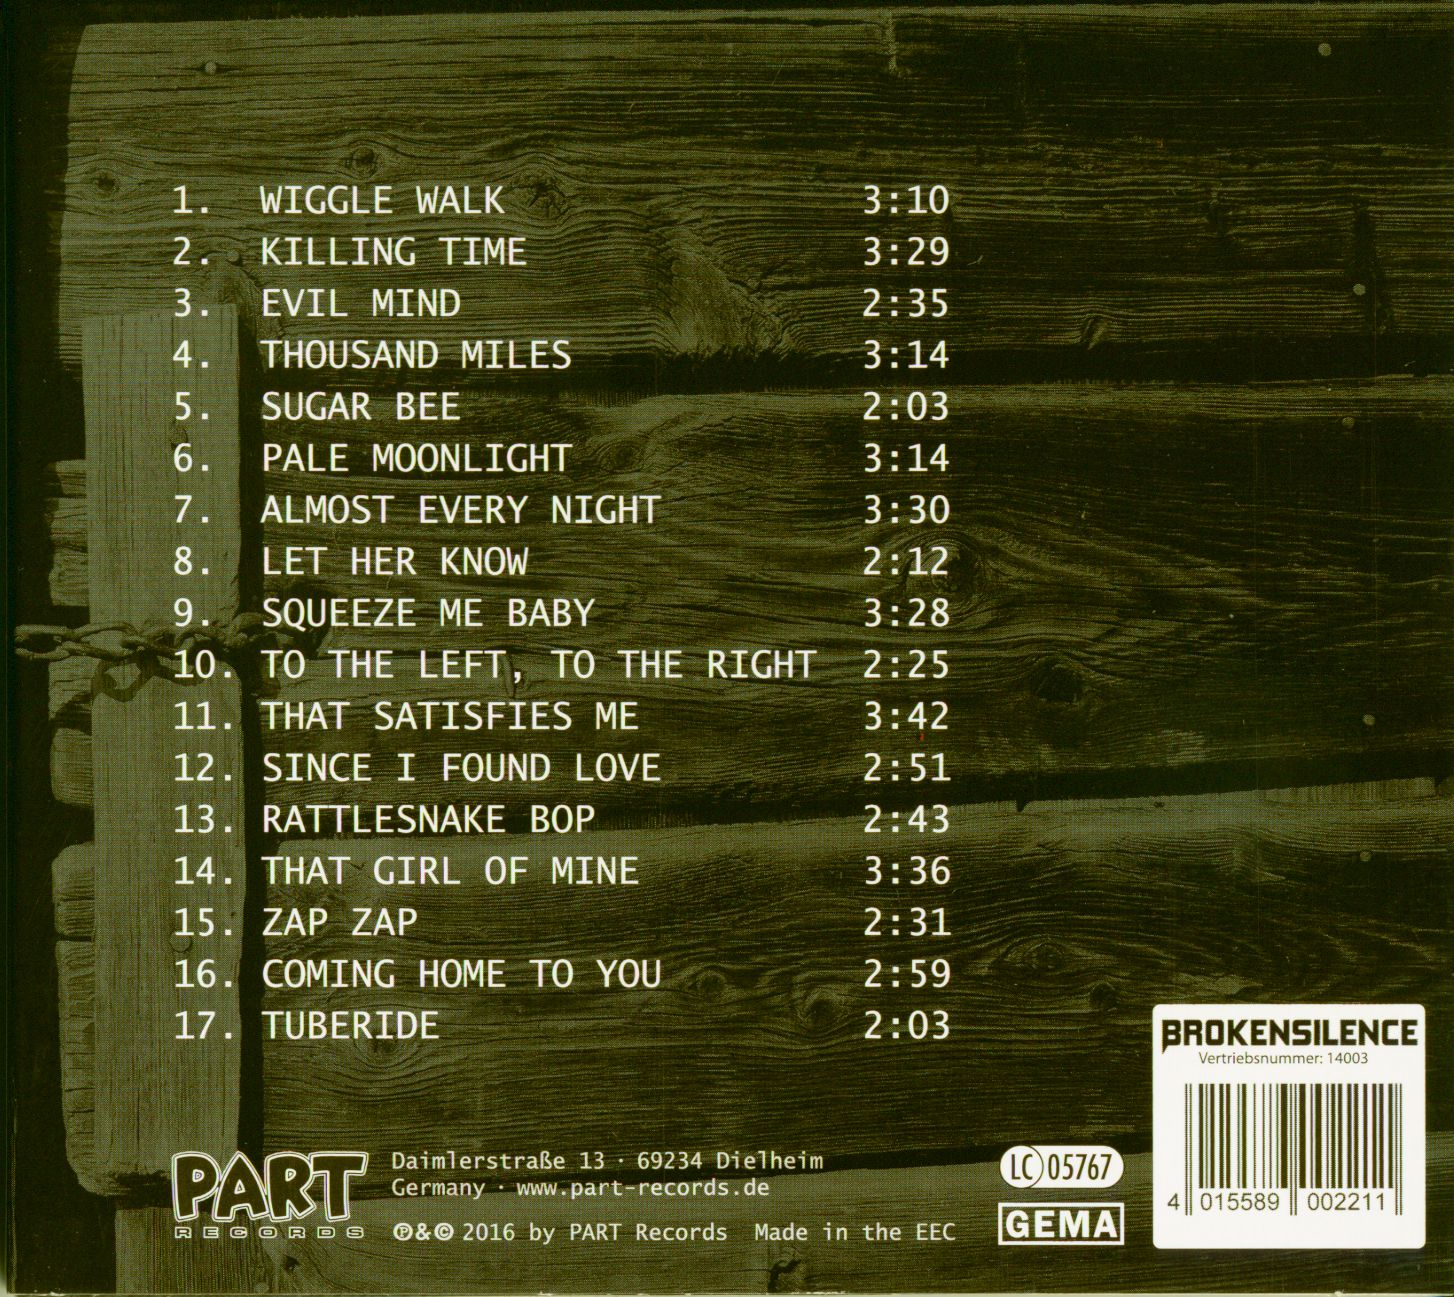 1. WIGGLE WALK 3:10
2. KILLING TIME 3:29
3. EVIL MIND 2:35
4. THOUSAND MILES 3:14
5. SUGAR BEE 2:03
6. PALE MOONLIGHT 3:14
7. ALMOST EVERY NIGHT 3:30
8. LET HER KNOW 2:12
9. SQUEEZE ME BABY 3:28
10. TO THE LEFT, TO THE RIGHT 2:25
11. THAT SATISFIES ME 3:42
12. SINCE I FOUND LOVE 2:51
13. RATTLESNAKE BOP 2:43
14. THAT GIRL OF MINE 3:36
15. ZAP ZAP 2:31
16. COMING HOME TO YOU 2:59
17. TUBERIDE 2:03
PART
RECORDS
Daimlerstraße 13 · 69234 Dielheim
Germany · www.part-records.de
℗&© 2016 by PART Records Made in the EEC
LC 05767
GEMA
BROKENSILENCE
Vertriebsnummer: 14003
4 015589 002211